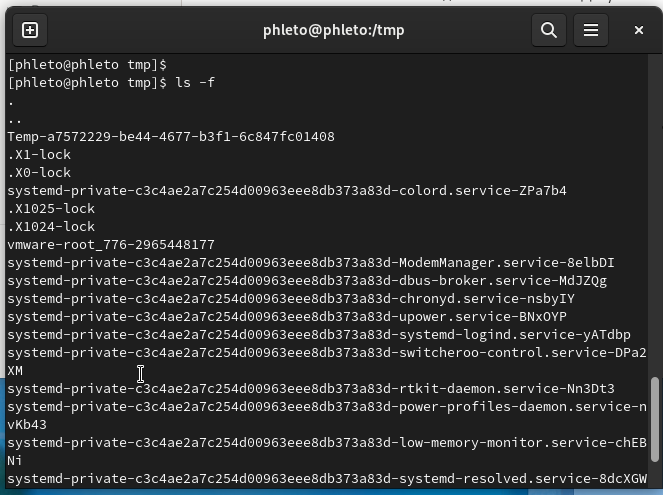 phleto@phleto:/tmp
[phleto@phleto tmp]$
[phleto@phleto tmp]$ ls -f
.
..
Temp-a7572229-be44-4677-b3f1-6c847fc01408
.X1-lock
.X0-lock
systemd-private-c3c4ae2a7c254d00963eee8db373a83d-colord.service-ZPa7b4
.X1025-lock
.X1024-lock
vmware-root_776-2965448177
systemd-private-c3c4ae2a7c254d00963eee8db373a83d-ModemManager.service-8elbDI
systemd-private-c3c4ae2a7c254d00963eee8db373a83d-dbus-broker.service-MdJZQg
systemd-private-c3c4ae2a7c254d00963eee8db373a83d-chronyd.service-nsbyIY
systemd-private-c3c4ae2a7c254d00963eee8db373a83d-upower.service-BNxOYP
systemd-private-c3c4ae2a7c254d00963eee8db373a83d-systemd-logind.service-yATdbp
systemd-private-c3c4ae2a7c254d00963eee8db373a83d-switcheroo-control.service-DPa2
XM
systemd-private-c3c4ae2a7c254d00963eee8db373a83d-rtkit-daemon.service-Nn3Dt3
systemd-private-c3c4ae2a7c254d00963eee8db373a83d-power-profiles-daemon.service-n
vKb43
systemd-private-c3c4ae2a7c254d00963eee8db373a83d-low-memory-monitor.service-chEB
Ni
systemd-private-c3c4ae2a7c254d00963eee8db373a83d-systemd-resolved.service-8dcXGW